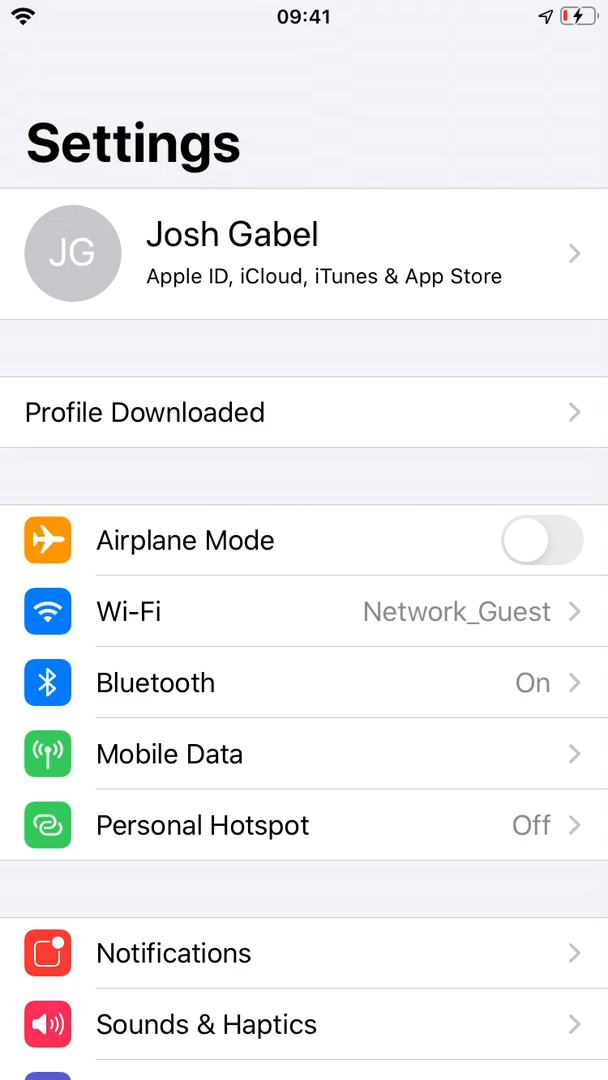 09:41
Settings
JG
Josh Gabel
Apple ID, iCloud, iTunes & App Store
Profile Downloaded
Airplane Mode
Wi-Fi Network_Guest
Bluetooth On
Mobile Data
Personal Hotspot Off
Notifications
Sounds & Haptics